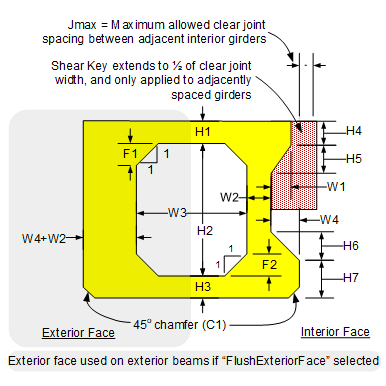 Jmax = Maximum allowed clear joint
spacing between adjacent interior girders
Shear Key extends to ½ of clear joint
width, and only applied to adjacently
spaced girders
H1
H4
F1
1
1
H5
W1
W2
W3
H2
W4
W4+W2
1
1
F2
H6
H3
H7
45° chamfer (C1)
Exterior Face
Interior Face
Exterior face used on exterior beams if “FlushExteriorFace” selected